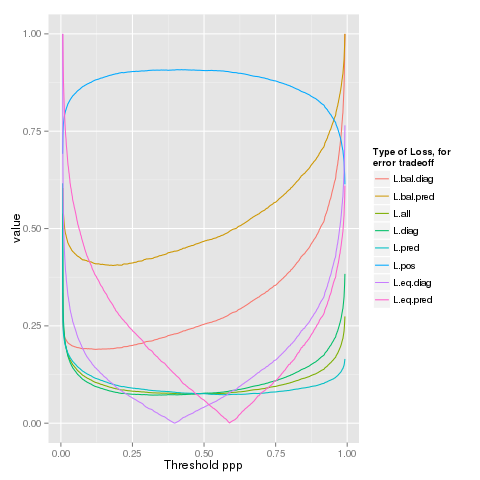 1.00
0.75
0.50
0.25
0.00
value
0.00 0.25 0.50 0.75 1.00
Threshold ppp
Type of Loss, for
error tradeoff
L.bal.diag
L.bal.pred
L.all
L.diag
L.pred
L.pos
L.eq.diag
L.eq.pred